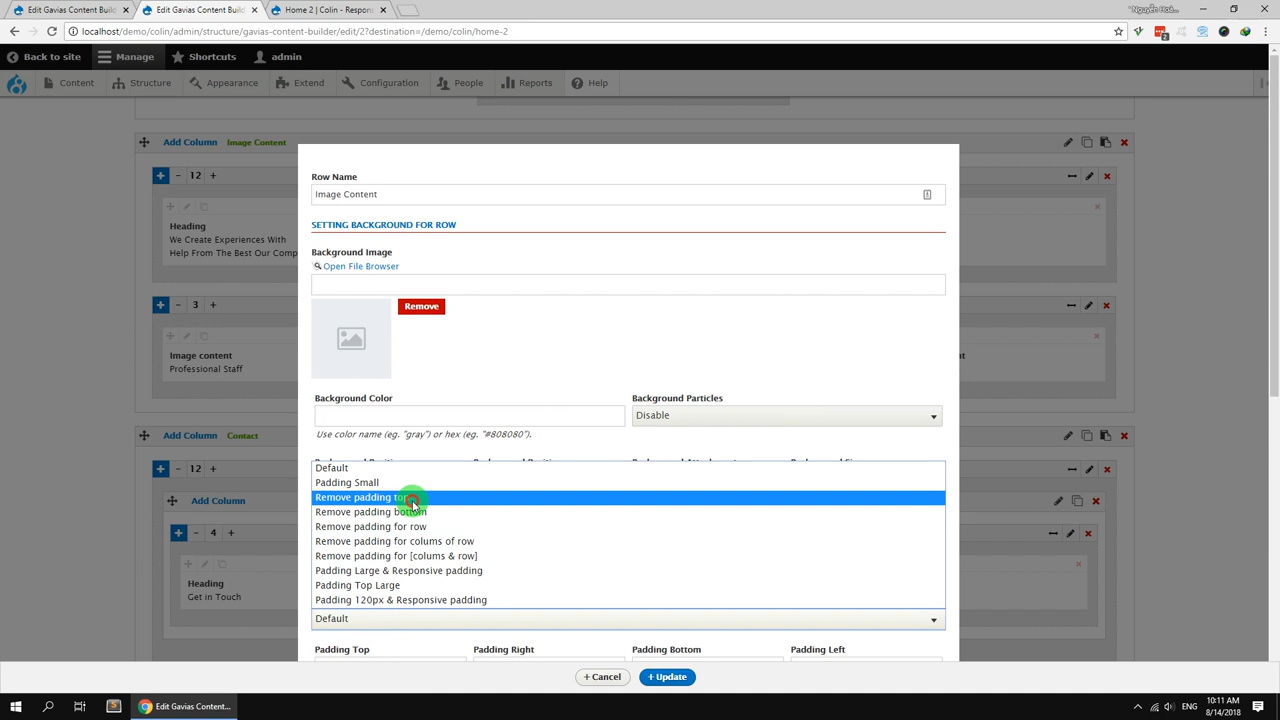 Edit Gavias Content Buil
Edit Gavias Content Buil
Home 2 | Colin - Respon
localhost/demo/colin/admin/structure/gavias-content-builder/edit/2?destination=/demo/colin/home-2
Back to site
Manage
Shortcuts
admin
Content
Structure
Appearance
Extend
Configuration
People
Reports
Help
Add Column
Image Content
12
Row Name
Image Content
Heading
We Create Experiences With
Help From The Best Our Comp
SETTING BACKGROUND FOR ROW
Background Image
Open File Browser
3
Remove
Image content
Professional Staff
Background Color
Background Particles
Disable
Use color name (eg. "gray") or hex (eg. "#808080").
Add Column
Contact
12
Default
Padding Small
Remove padding top
Remove padding bottom
Remove padding for row
Remove padding for colums of row
Remove padding for [colums & row]
Padding Large & Responsive padding
Padding Top Large
Padding 120px & Responsive padding
Add Column
4
Heading
Get in Touch
Default
Padding Top
Padding Right
Padding Bottom
Padding Left
+ Cancel
+ Update
Edit Gavias Content...
ENG
10:11 AM
8/14/2018